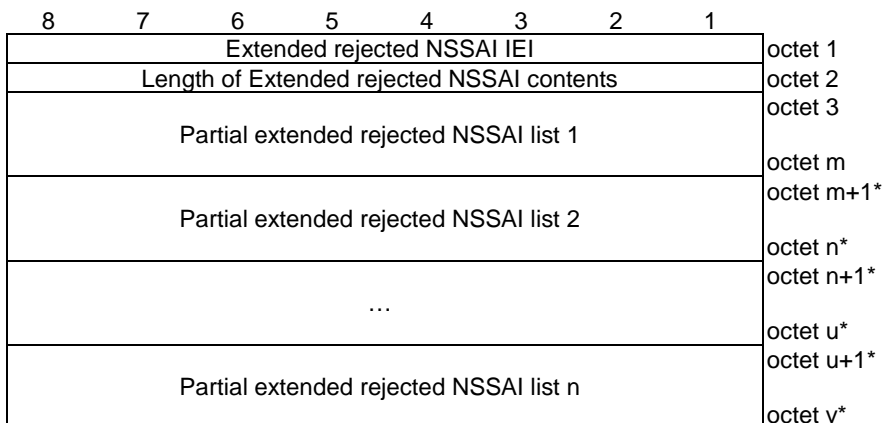 8 7 6 5 4 3 2 1
Extended rejected NSSAI IEI octet 1
Length of Extended rejected NSSAI contents octet 2
octet 3
Partial extended rejected NSSAI list 1
octet m
octet m+1*
Partial extended rejected NSSAI list 2
octet n*
octet n+1*
…
octet u*
octet u+1*
Partial extended rejected NSSAI list n
octet v*